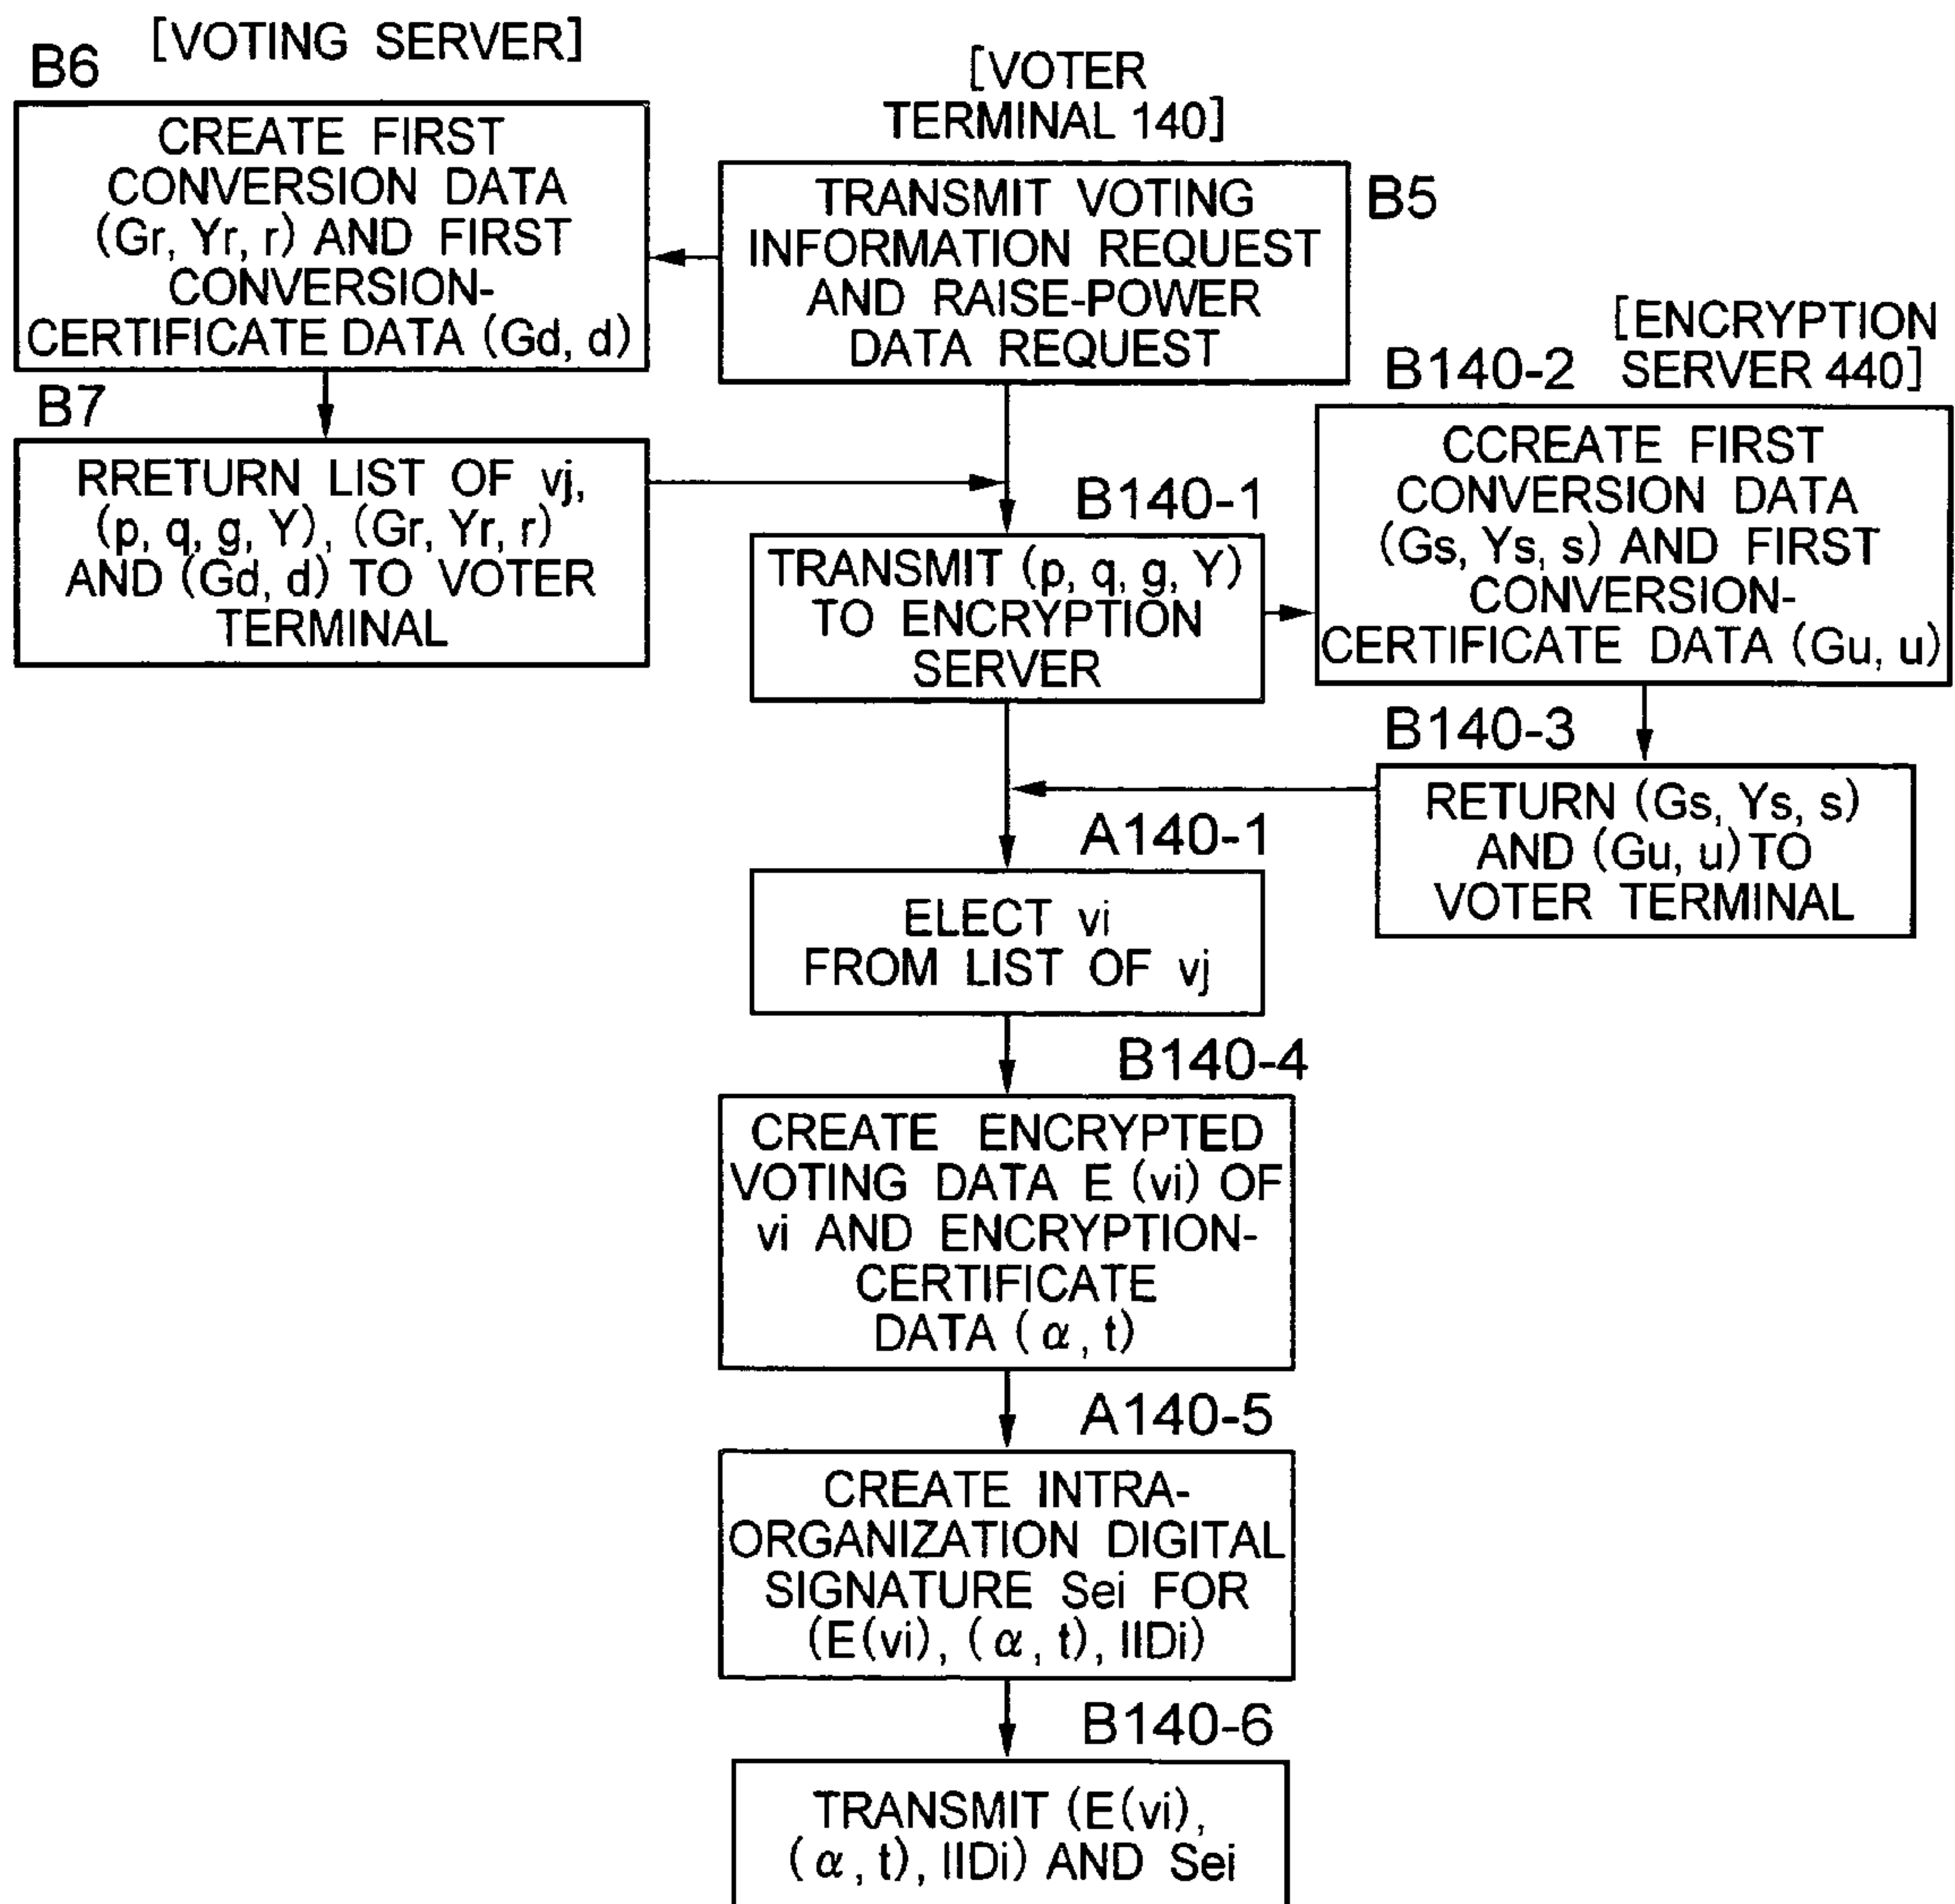 [VOTING SERVER]
B6
CREATE FIRST
CONVERSION DATA
(Gr, Yr, r) AND FIRST
CONVERSION-
CERTIFICATE DATA (Gd, d)
[VOTER
TERMINAL 140]
B5
TRANSMIT VOTING
INFORMATION REQUEST
AND RAISE-POWER
DATA REQUEST
B7
RRETURN LIST OF vj,
(p, q, g, Y), (Gr, Yr, r)
AND (Gd, d) TO VOTER
TERMINAL
B140-1
TRANSMIT (p, q, g, Y)
TO ENCRYPTION
SERVER
[ENCRYPTION
SERVER 440]
B140-2
CCREATE FIRST
CONVERSION DATA
(Gs, Ys, s) AND FIRST
CONVERSION-
CERTIFICATE DATA (Gu, u)
B140-3
RETURN (Gs, Ys, s)
AND (Gu, u) TO
VOTER TERMINAL
A140-1
ELECT vi
FROM LIST OF vj
B140-4
CREATE ENCRYPTED
VOTING DATA E (vi) OF
vi AND ENCRYPTION-
CERTIFICATE
DATA (α, t)
A140-5
CREATE INTRA-
ORGANIZATION DIGITAL
SIGNATURE Sei FOR
(E(vi), (α, t), IIDi)
B140-6
TRANSMIT (E(vi),
(α, t), IIDi) AND Sei